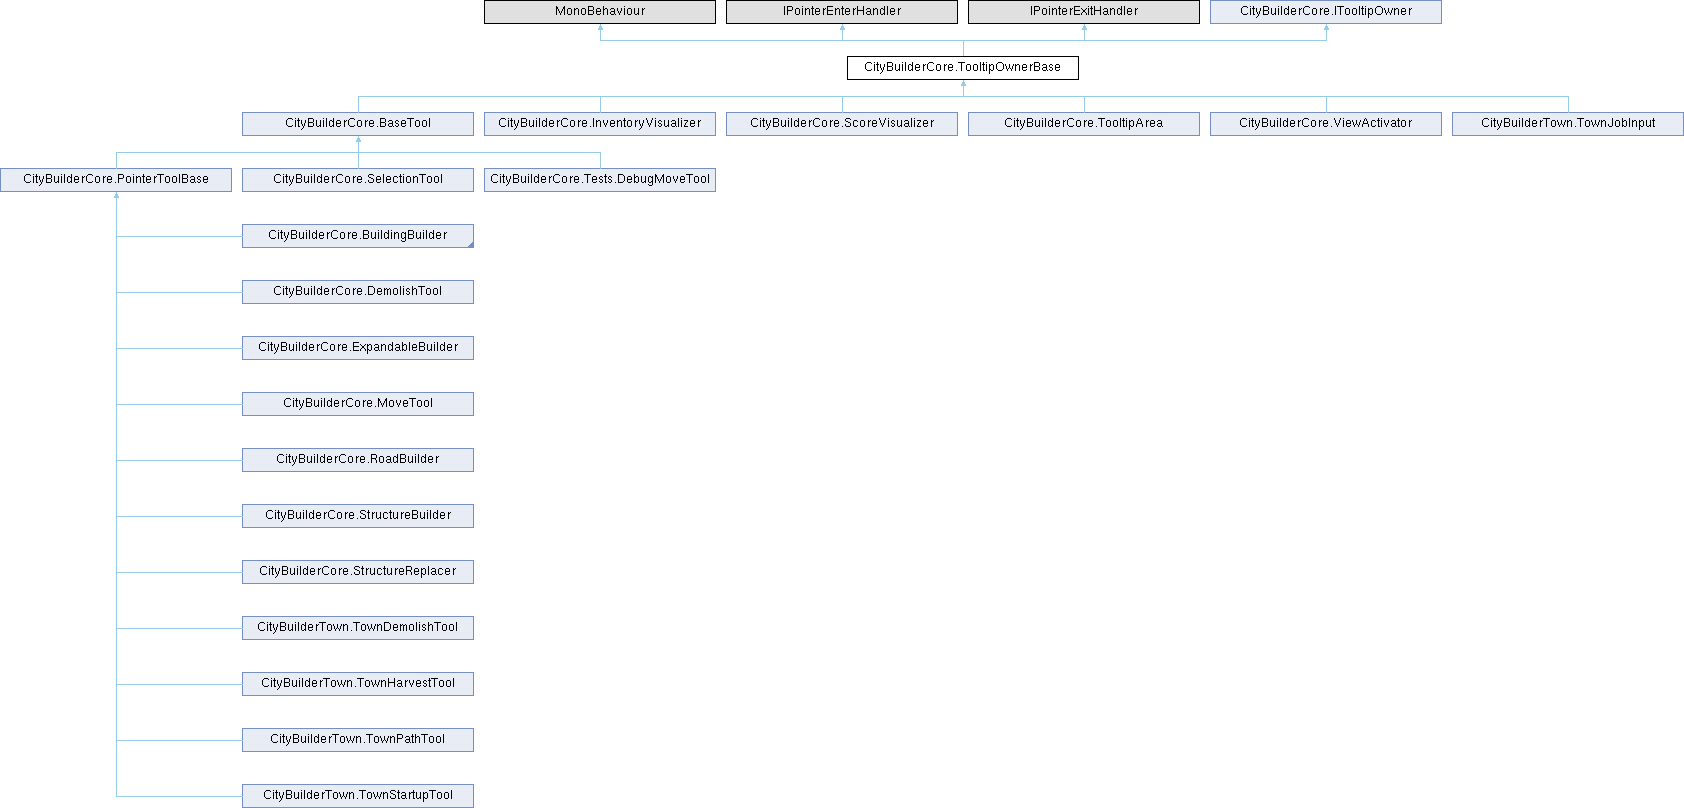 MonoBehaviour
IPointerEnterHandler
IPointerExitHandler
CityBuilderCore.ITooltipOwner
CityBuilderCore.TooltipOwnerBase
CityBuilderCore.BaseTool
CityBuilderCore.InventoryVisualizer
CityBuilderCore.ScoreVisualizer
CityBuilderCore.TooltipArea
CityBuilderCore.ViewActivator
CityBuilderTown.TownJobInput
CityBuilderCore.PointerToolBase
CityBuilderCore.SelectionTool
CityBuilderCore.Tests.DebugMoveTool
CityBuilderCore.BuildingBuilder
CityBuilderCore.DemolishTool
CityBuilderCore.ExpandableBuilder
CityBuilderCore.MoveTool
CityBuilderCore.RoadBuilder
CityBuilderCore.StructureBuilder
CityBuilderCore.StructureReplacer
CityBuilderTown.TownDemolishTool
CityBuilderTown.TownHarvestTool
CityBuilderTown.TownPathTool
CityBuilderTown.TownStartupTool